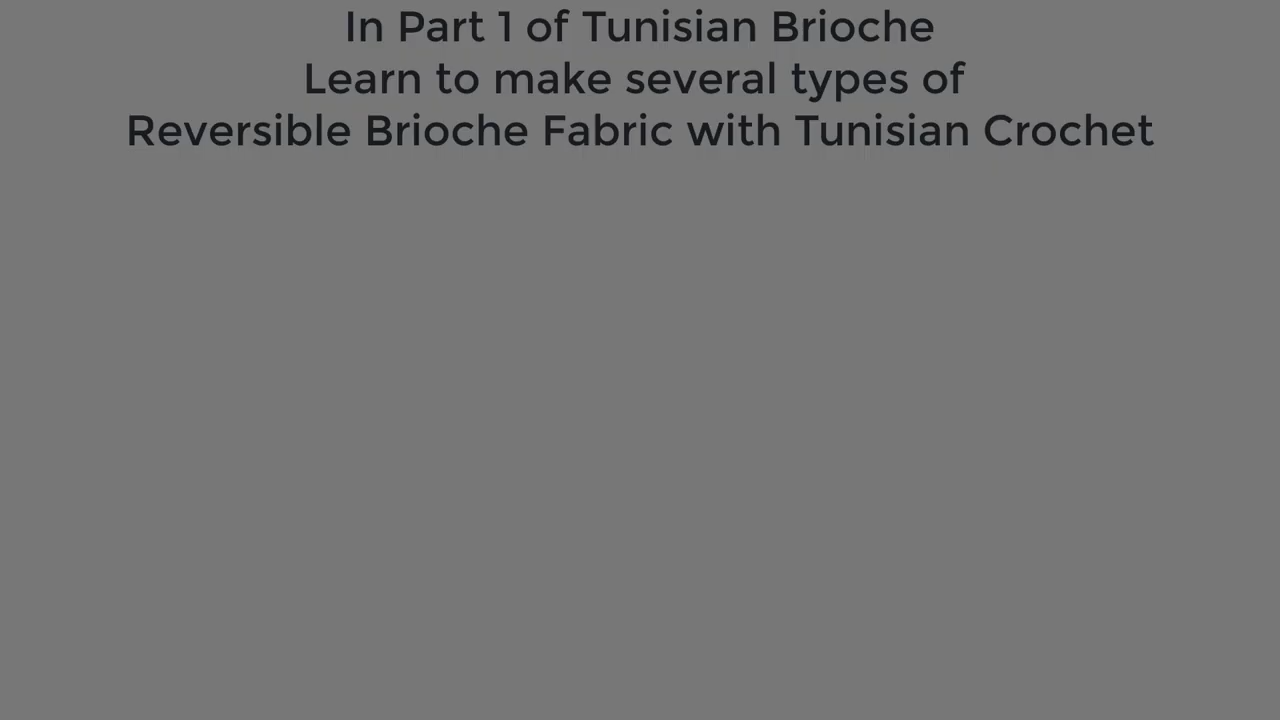 In Part 1 of Tunisian Brioche
Learn to make several types of
Reversible Brioche Fabric with Tunisian Crochet